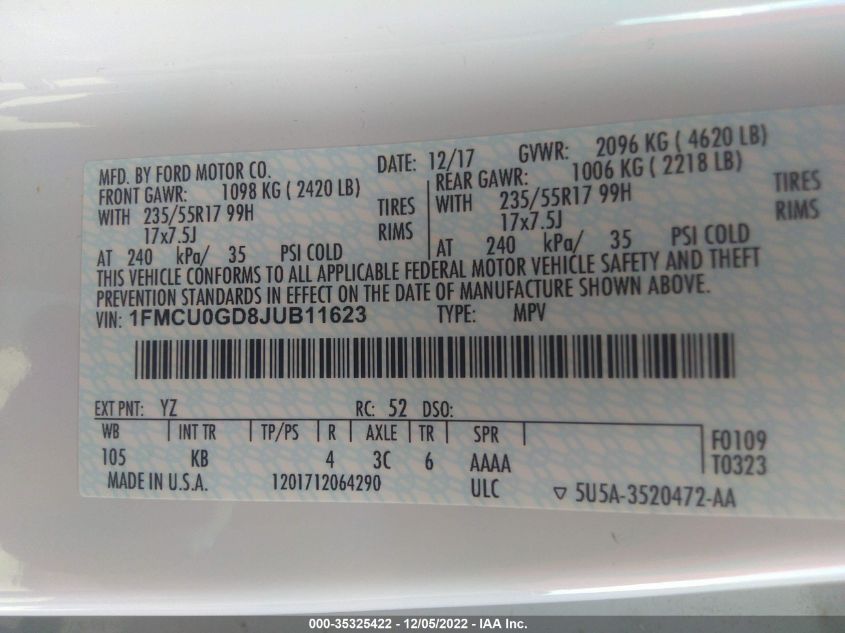 MFD. BY FORD MOTOR CO. DATE: 12/17 GVWR: 2096 KG ( 4620 LB)
FRONT GAWR: 1098 KG ( 2420 LB) REAR GAWR: 1006 KG ( 2218 LB)
WITH 235/55R17 99H TIRES WITH 235/55R17 99H TIRES
17x7.5J RIMS 17x7.5J RIMS
AT 240 kPa/ 35 PSI COLD AT 240 kPa/ 35 PSI COLD
THIS VEHICLE CONFORMS TO ALL APPLICABLE FEDERAL MOTOR VEHICLE SAFETY AND THEFT
PREVENTION STANDARDS IN EFFECT ON THE DATE OF MANUFACTURE SHOWN ABOVE.
VIN: 1FMCU0GD8JUB11623 TYPE: MPV
EXT PNT: YZ RC: 52 DSO:
WB INT TR TP/PS R AXLE TR SPR F0109
105 KB 4 3C 6 AAAA T0323
MADE IN U.S.A. 1201712064290 ULC ▽ 5U5A-3520472-AA
000-35325422 - 12/05/2022 - IAA Inc.